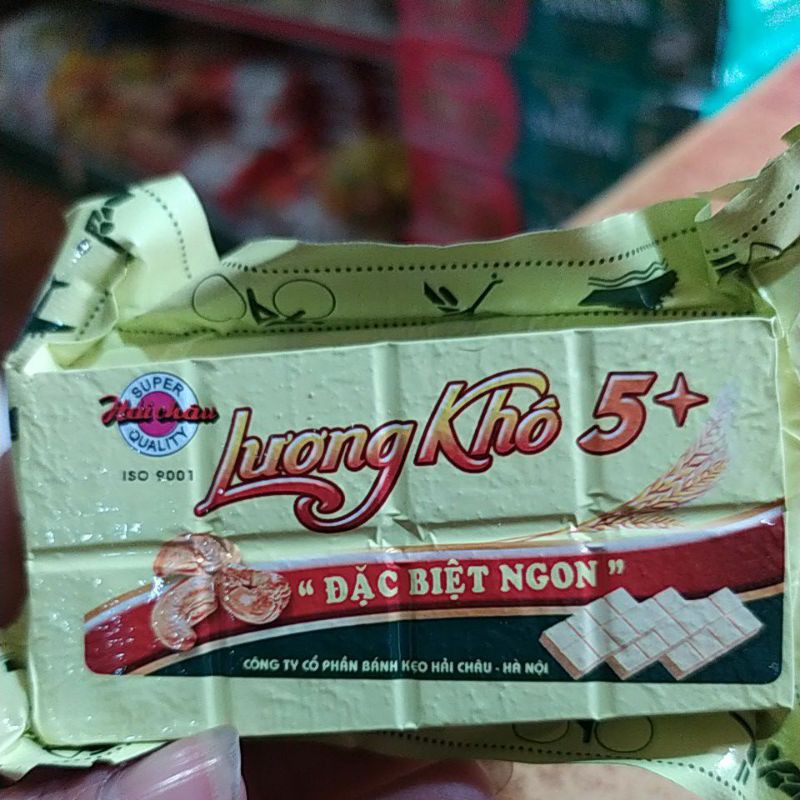 SUPER
Hải Châu
QUALITY
ISO 9001
Lương Khô 5+
“ ĐẶC BIỆT NGON ”
CÔNG TY CỔ PHẦN BÁNH KẸO HẢI CHÂU - HÀ NỘI